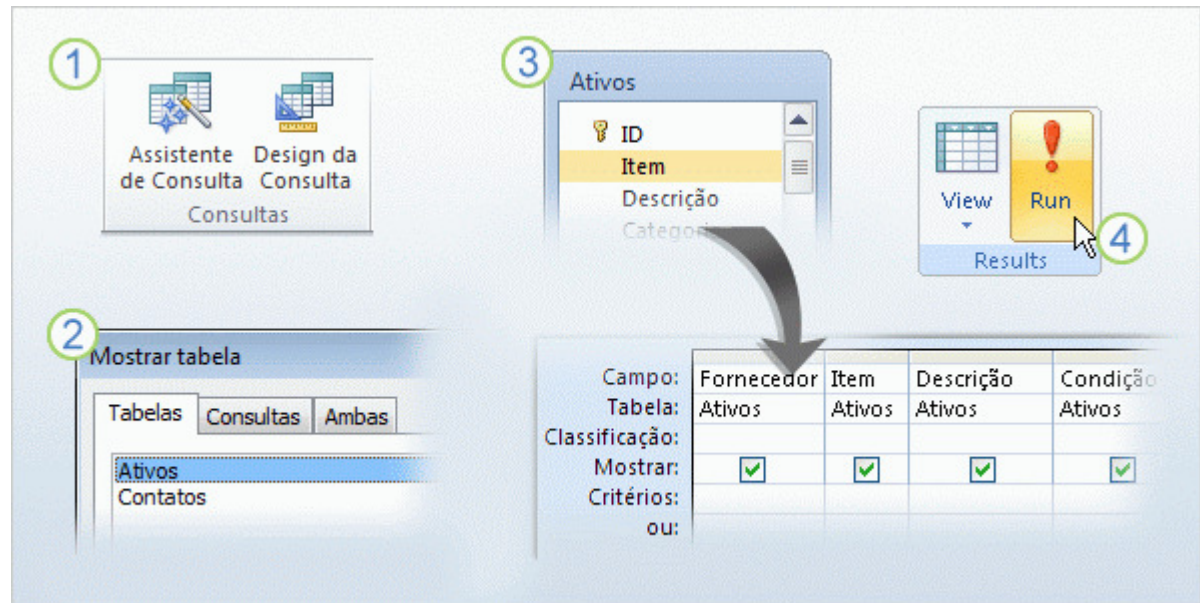 1
Assistente de Consulta
Design da Consulta
Consultas
2
Mostrar tabela
Tabelas Consultas Ambas
Ativos
Contatos
3
Ativos
ID
Item
Descrição
Categoria
View
Run
4
Results
Campo: Fornecedor Item Descrição Condição
Tabela: Ativos Ativos Ativos Ativos
Classificação:
Mostrar:
Critérios:
ou: